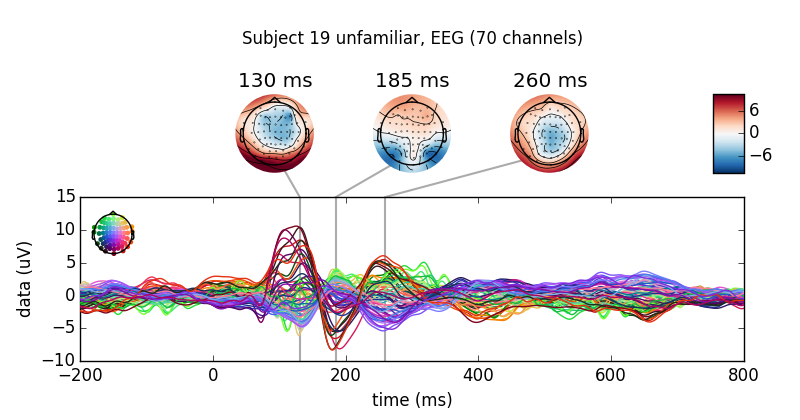 Subject 19 unfamiliar, EEG (70 channels)
130 ms 185 ms 260 ms
6
0
−6
15
10
5
0
−5
−10
data (uV)
−200 0 200 400 600 800
time (ms)